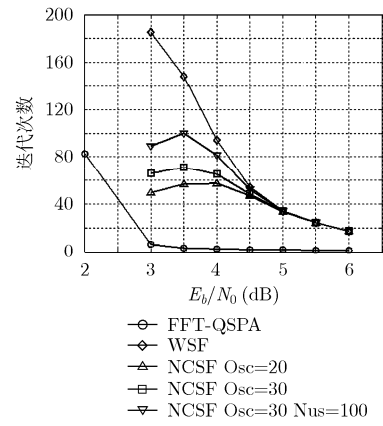 200
160
120
80
40
0
迭代次数
2 3 4 5 6
E_b/N_0 (dB)
FFT-QSPA
WSF
NCSF Osc=20
NCSF Osc=30
NCSF Osc=30 Nus=100